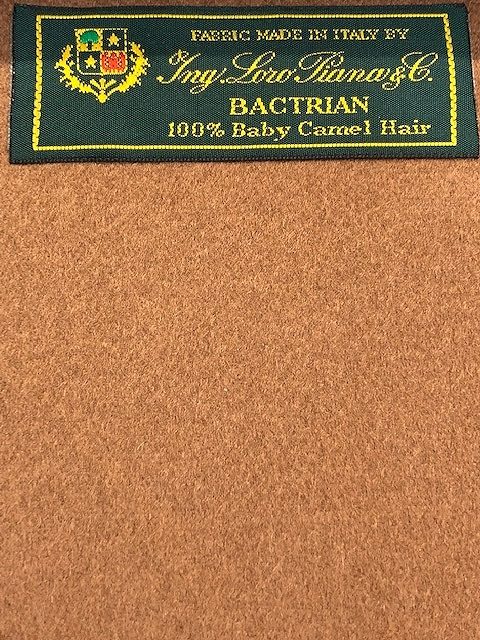 FABRIC MADE IN ITALY BY
Ing. Loro Piana & C.
BACTRIAN
100% Baby Camel Hair